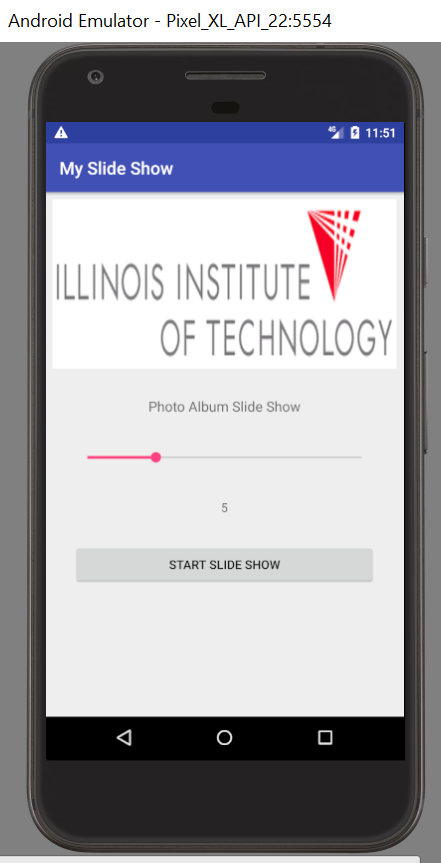 Android Emulator - Pixel_XL_API_22:5554
4G 11:51
My Slide Show
ILLINOIS INSTITUTE
OF TECHNOLOGY
Photo Album Slide Show
5
START SLIDE SHOW